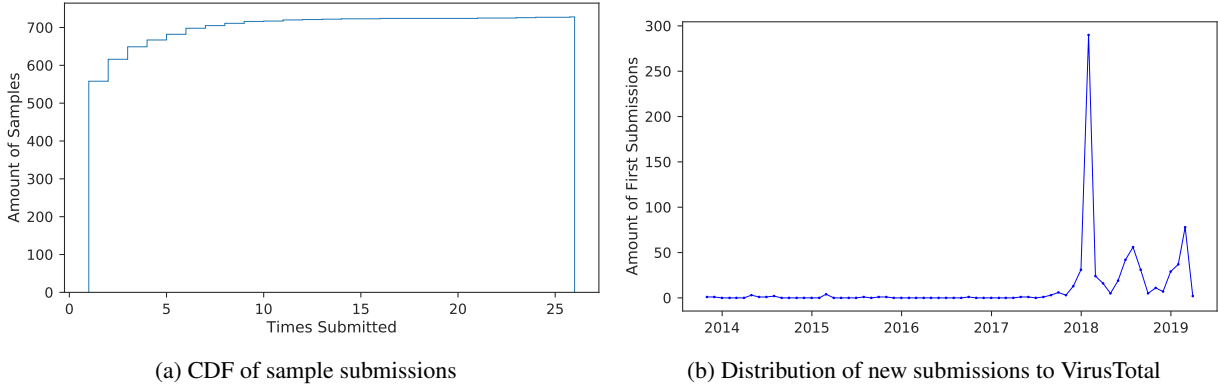 700
600
500
400
300
200
100
0
Amount of Samples
0 5 10 15 20 25
Times Submitted
(a) CDF of sample submissions
300
250
200
150
100
50
0
Amount of First Submissions
2014 2015 2016 2017 2018 2019
(b) Distribution of new submissions to VirusTotal